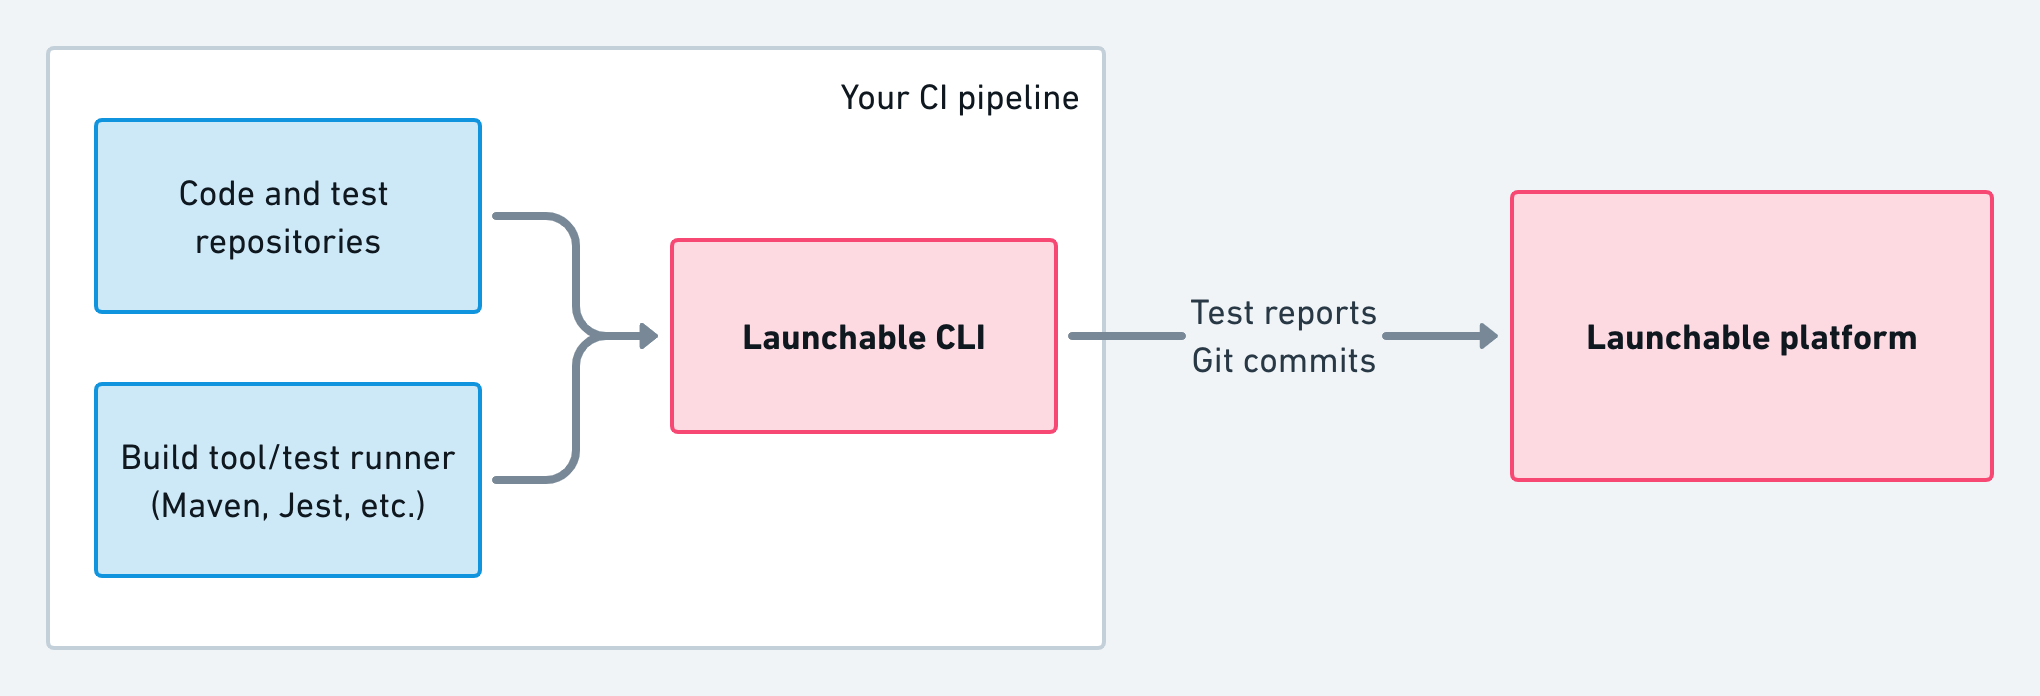 Your CI pipeline
Code and test
repositories
Build tool/test runner
(Maven, Jest, etc.)
Launchable CLI
Test reports
Git commits
Launchable platform